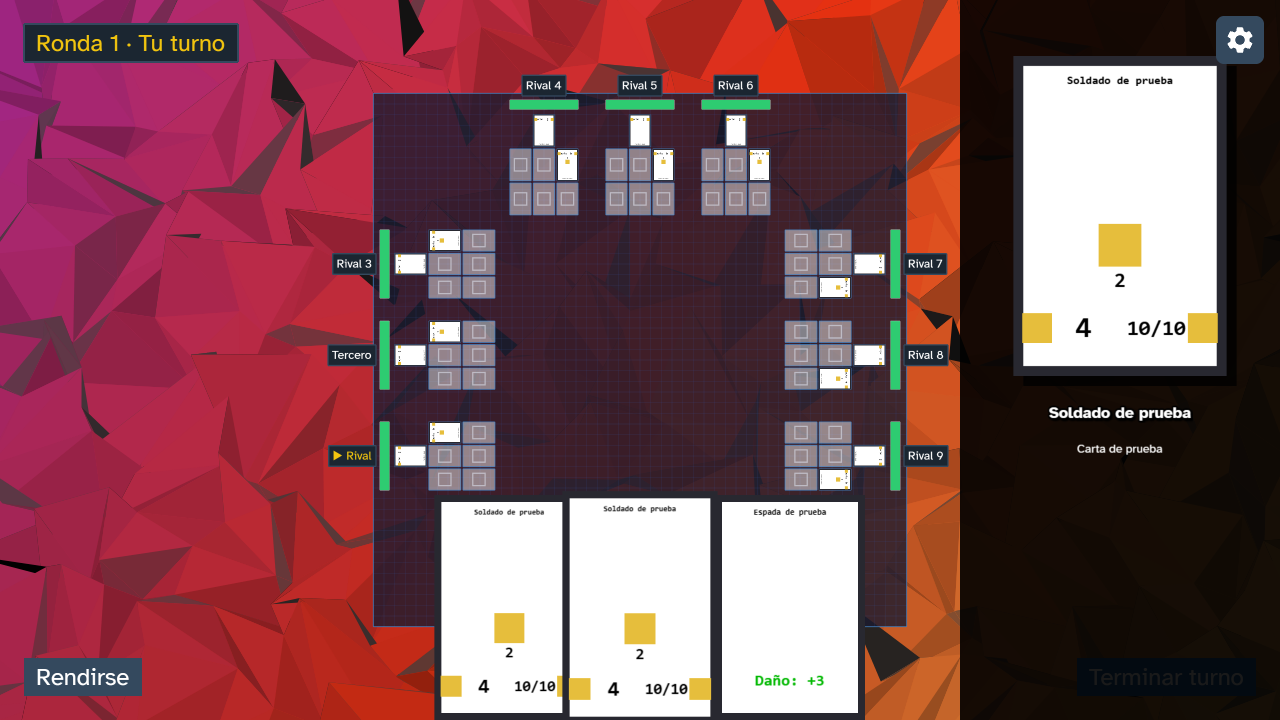 Ronda 1 · Tu turno
Rival 4
Rival 5
Rival 6
Rival 3
Tercero
▶ Rival
Rival 7
Rival 8
Rival 9
Soldado de prueba
2
4
10/10
Soldado de prueba
2
4
10/10
Espada de prueba
Daño: +3
Rendirse
Soldado de prueba
2
4
10/10
Soldado de prueba
Carta de prueba
Terminar turno